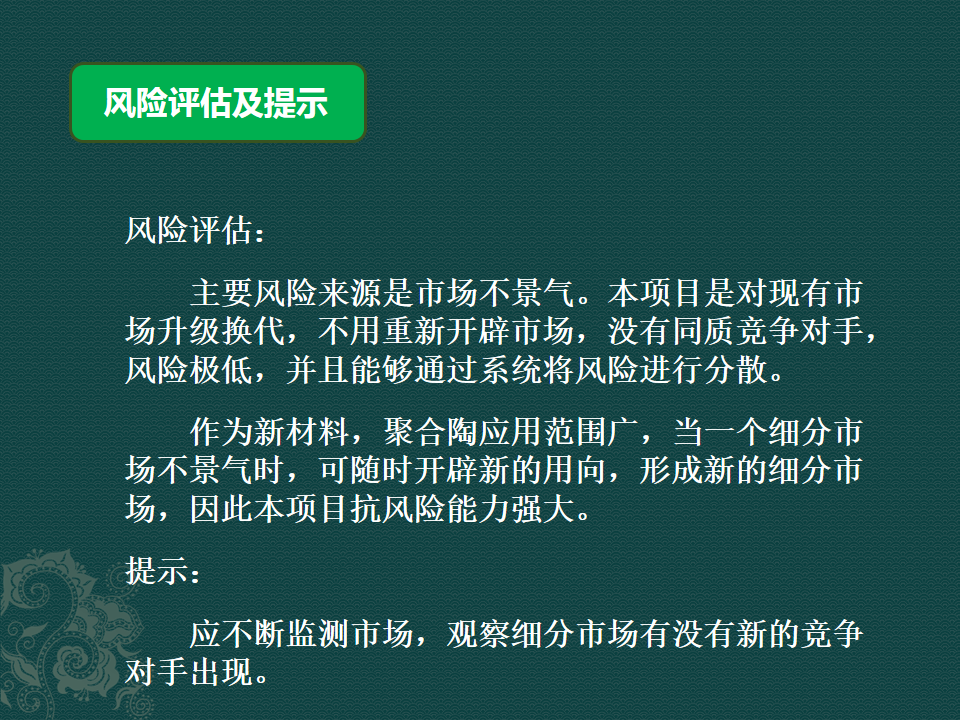 风险评估及提示
风险评估：
主要风险来源是市场不景气。本项目是对现有市
场升级换代，不用重新开辟市场，没有同质竞争对手，
风险极低，并且能够通过系统将风险进行分散。
作为新材料，聚合陶应用范围广，当一个细分市
场不景气时，可随时开辟新的用向，形成新的细分市
场，因此本项目抗风险能力强大。
提示：
应不断监测市场，观察细分市场有没有新的竞争
对手出现。